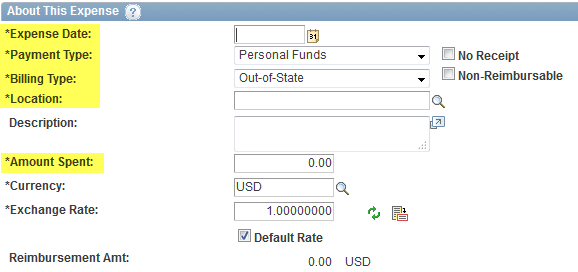 About This Expense ?
*Expense Date: 31
*Payment Type: Personal Funds No Receipt
*Billing Type: Out-of-State Non-Reimbursable
*Location:
Description:
*Amount Spent: 0.00
*Currency: USD
*Exchange Rate: 1.00000000
Default Rate
Reimbursement Amt: 0.00 USD